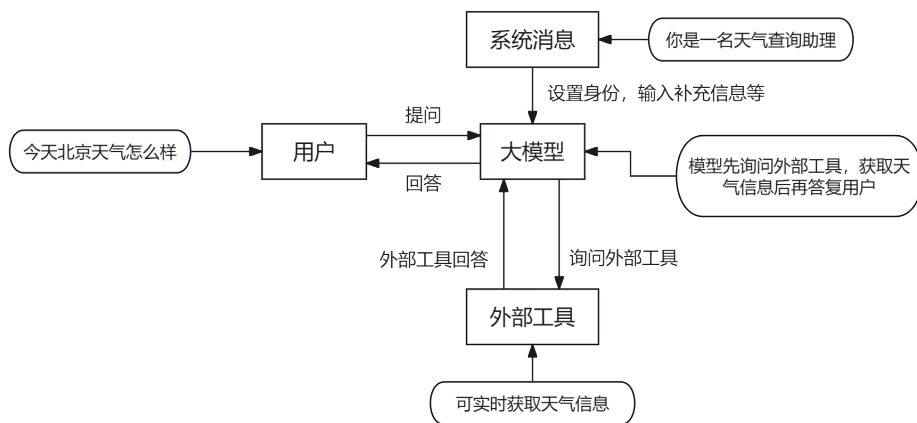 系统消息
你是一名天气查询助理
设置身份，输入补充信息等
提问
今天北京天气怎么样
用户
大模型
回答
模型先询问外部工具，获取天
气信息后再答复用户
外部工具回答
询问外部工具
外部工具
可实时获取天气信息